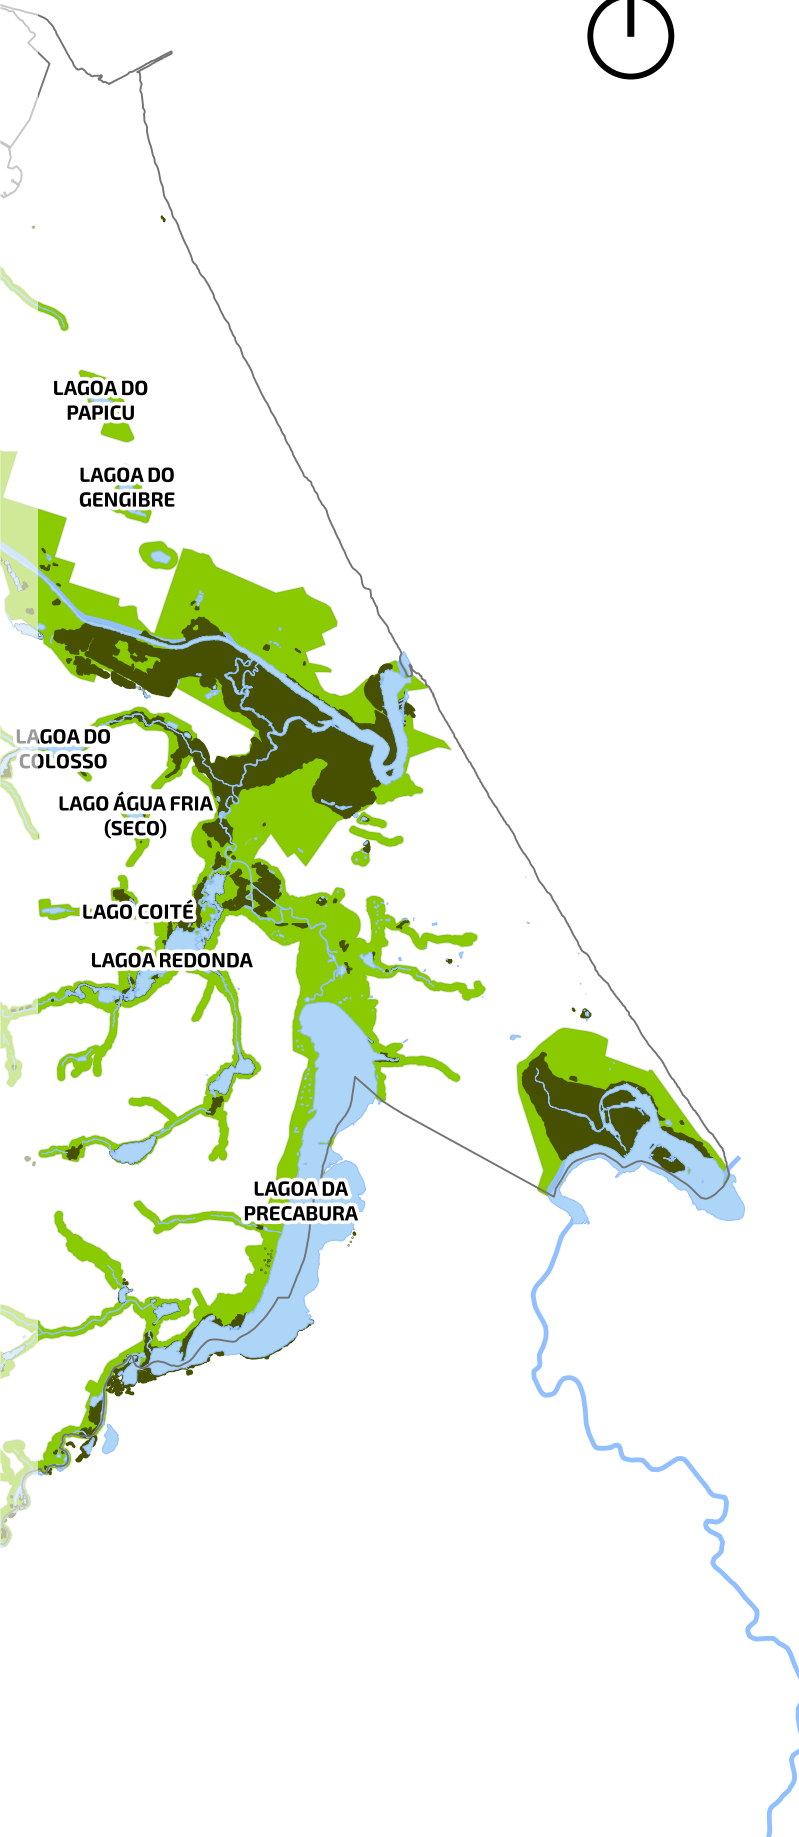 LAGOA DO
PAPICU
LAGOA DO
GENGIBRE
LAGOA DO
COLOSSO
LAGO ÁGUA FRIA
(SECO)
LAGO COITÉ
LAGOA REDONDA
LAGOA DA
PRECABURA